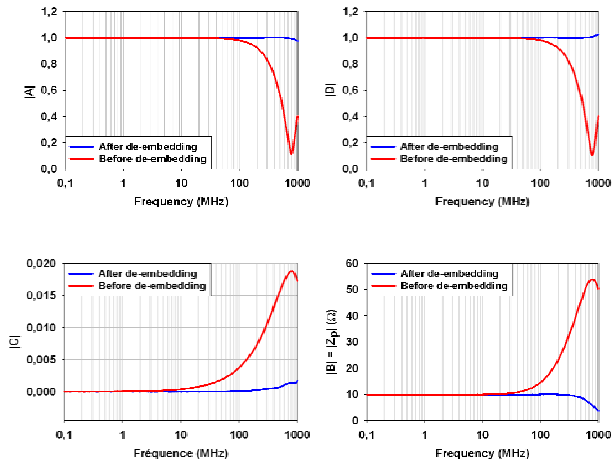 1,2
1,0
0,8
0,6
0,4
0,2
0,0
|A|
After de-embedding
Before de-embedding
0,1 1 10 100 1000
Frequency (MHz)
1,2
1,0
0,8
0,6
0,4
0,2
0,0
|D|
After de-embedding
Before de-embedding
0,1 1 10 100 1000
Frequency (MHz)
0,020
0,015
0,010
0,005
0,000
|C|
After de-embedding
Before de-embedding
0,1 1 10 100 1000
Fréquence (MHz)
60
50
40
30
20
10
0
|B| = |Zp| (Ω)
After de-embedding
Before de-embedding
0,1 1 10 100 1000
Frequency (MHz)